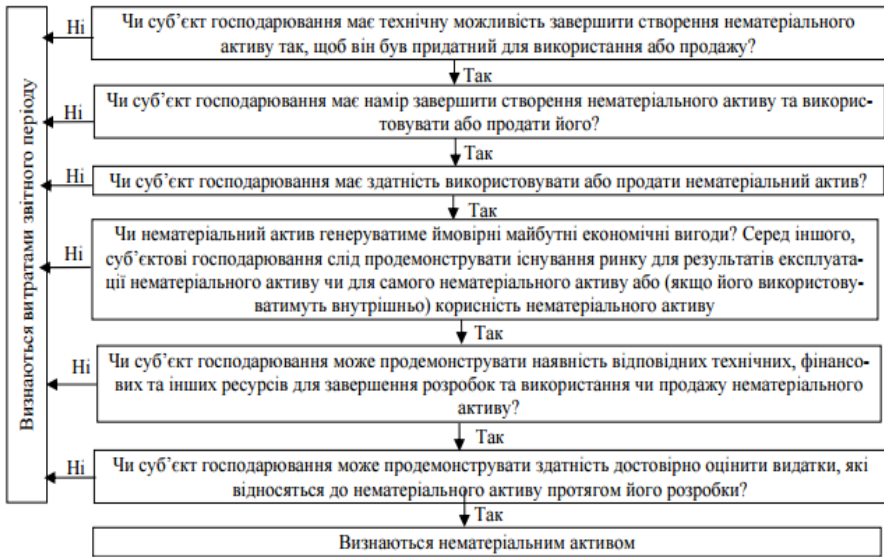 Визнаються витратами звітного періоду
Чи суб’єкт господарювання має технічну можливість завершити створення нематеріального
активу так, щоб він був придатний для використання або продажу?
Ні
Так
Чи суб’єкт господарювання має намір завершити створення нематеріального активу та викорис-
товувати або продати його?
Ні
Так
Чи суб’єкт господарювання має здатність використовувати або продати нематеріальний актив?
Ні
Так
Чи нематеріальний актив генеруватиме ймовірні майбутні економічні вигоди? Серед іншого,
суб’єктові господарювання слід продемонструвати існування ринку для результатів експлуата-
ції нематеріального активу чи для самого нематеріального активу або (якщо його використову-
ватимуть внутрішньо) корисність нематеріального активу
Ні
Так
Чи суб’єкт господарювання може продемонструвати наявність відповідних технічних, фінансо-
вих та інших ресурсів для завершення розробок та використання чи продажу нематеріального
активу?
Ні
Так
Чи суб’єкт господарювання може продемонструвати здатність достовірно оцінити видатки, які
відносяться до нематеріального активу протягом його розробки?
Ні
Так
Визнаються нематеріальним активом